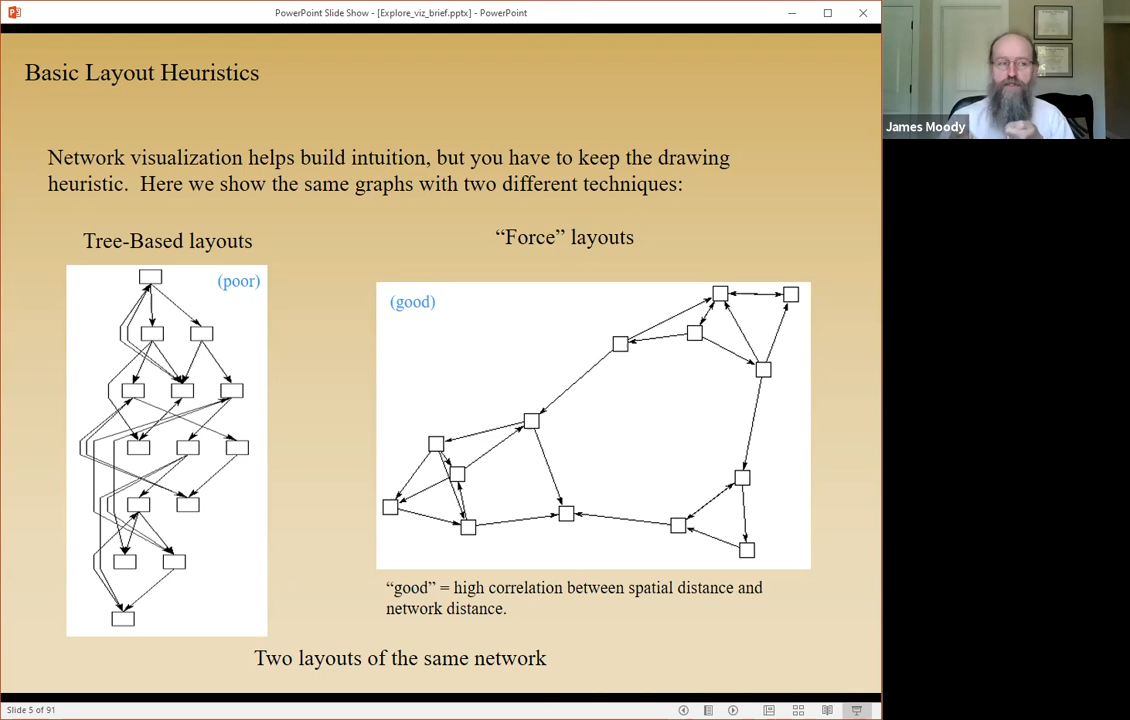 PowerPoint Slide Show - [Explore_viz_brief.pptx] - PowerPoint
Basic Layout Heuristics
James Moody
Network visualization helps build intuition, but you have to keep the drawing
heuristic. Here we show the same graphs with two different techniques:
Tree-Based layouts
“Force” layouts
(poor)
(good)
“good” = high correlation between spatial distance and
network distance.
Two layouts of the same network
Slide 5 of 91